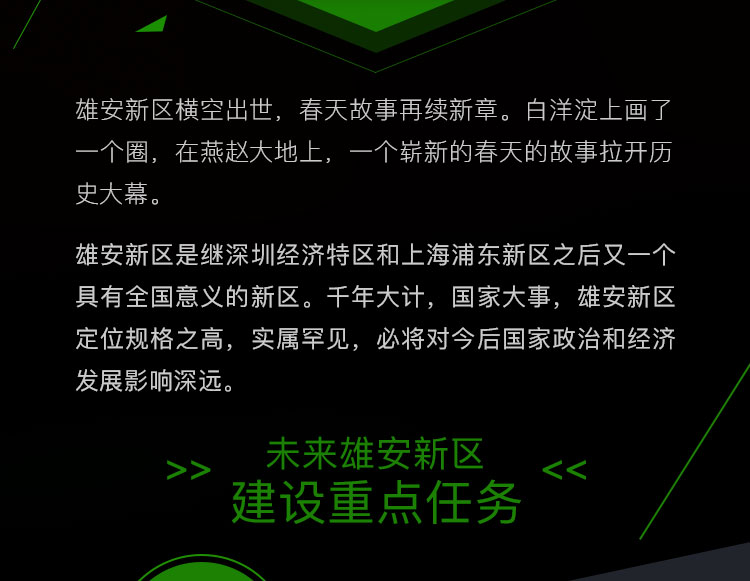 雄安新区横空出世，春天故事再续新章。白洋淀上画了
一个圈，在燕赵大地上，一个崭新的春天的故事拉开历
史大幕。
雄安新区是继深圳经济特区和上海浦东新区之后又一个
具有全国意义的新区。千年大计，国家大事，雄安新区
定位规格之高，实属罕见，必将对今后国家政治和经济
发展影响深远。
未来雄安新区
>> <<
建设重点任务